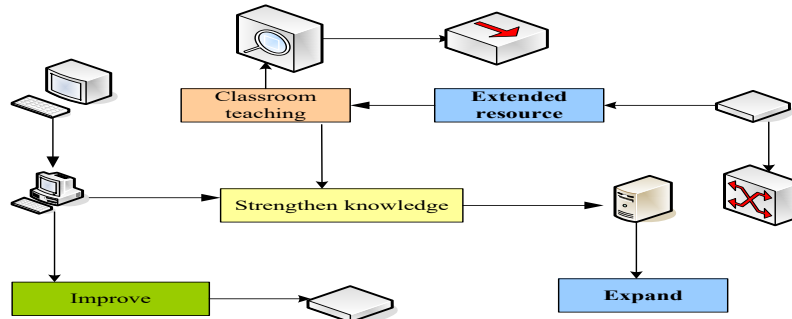 Classroom
teaching
Extended
resource
Strengthen knowledge
Improve
Expand